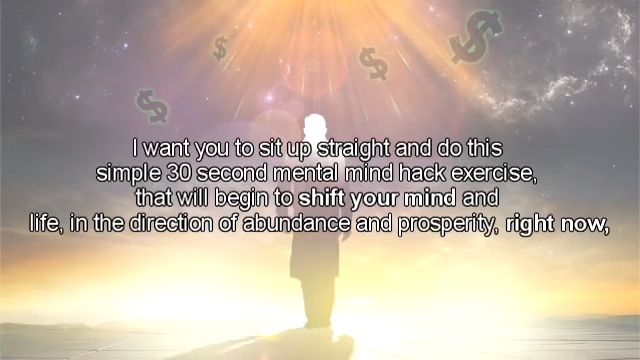 I want you to sit up straight and do this
simple 30 second mental mind hack exercise,
that will begin to shift your mind and
life, in the direction of abundance and prosperity, right now,